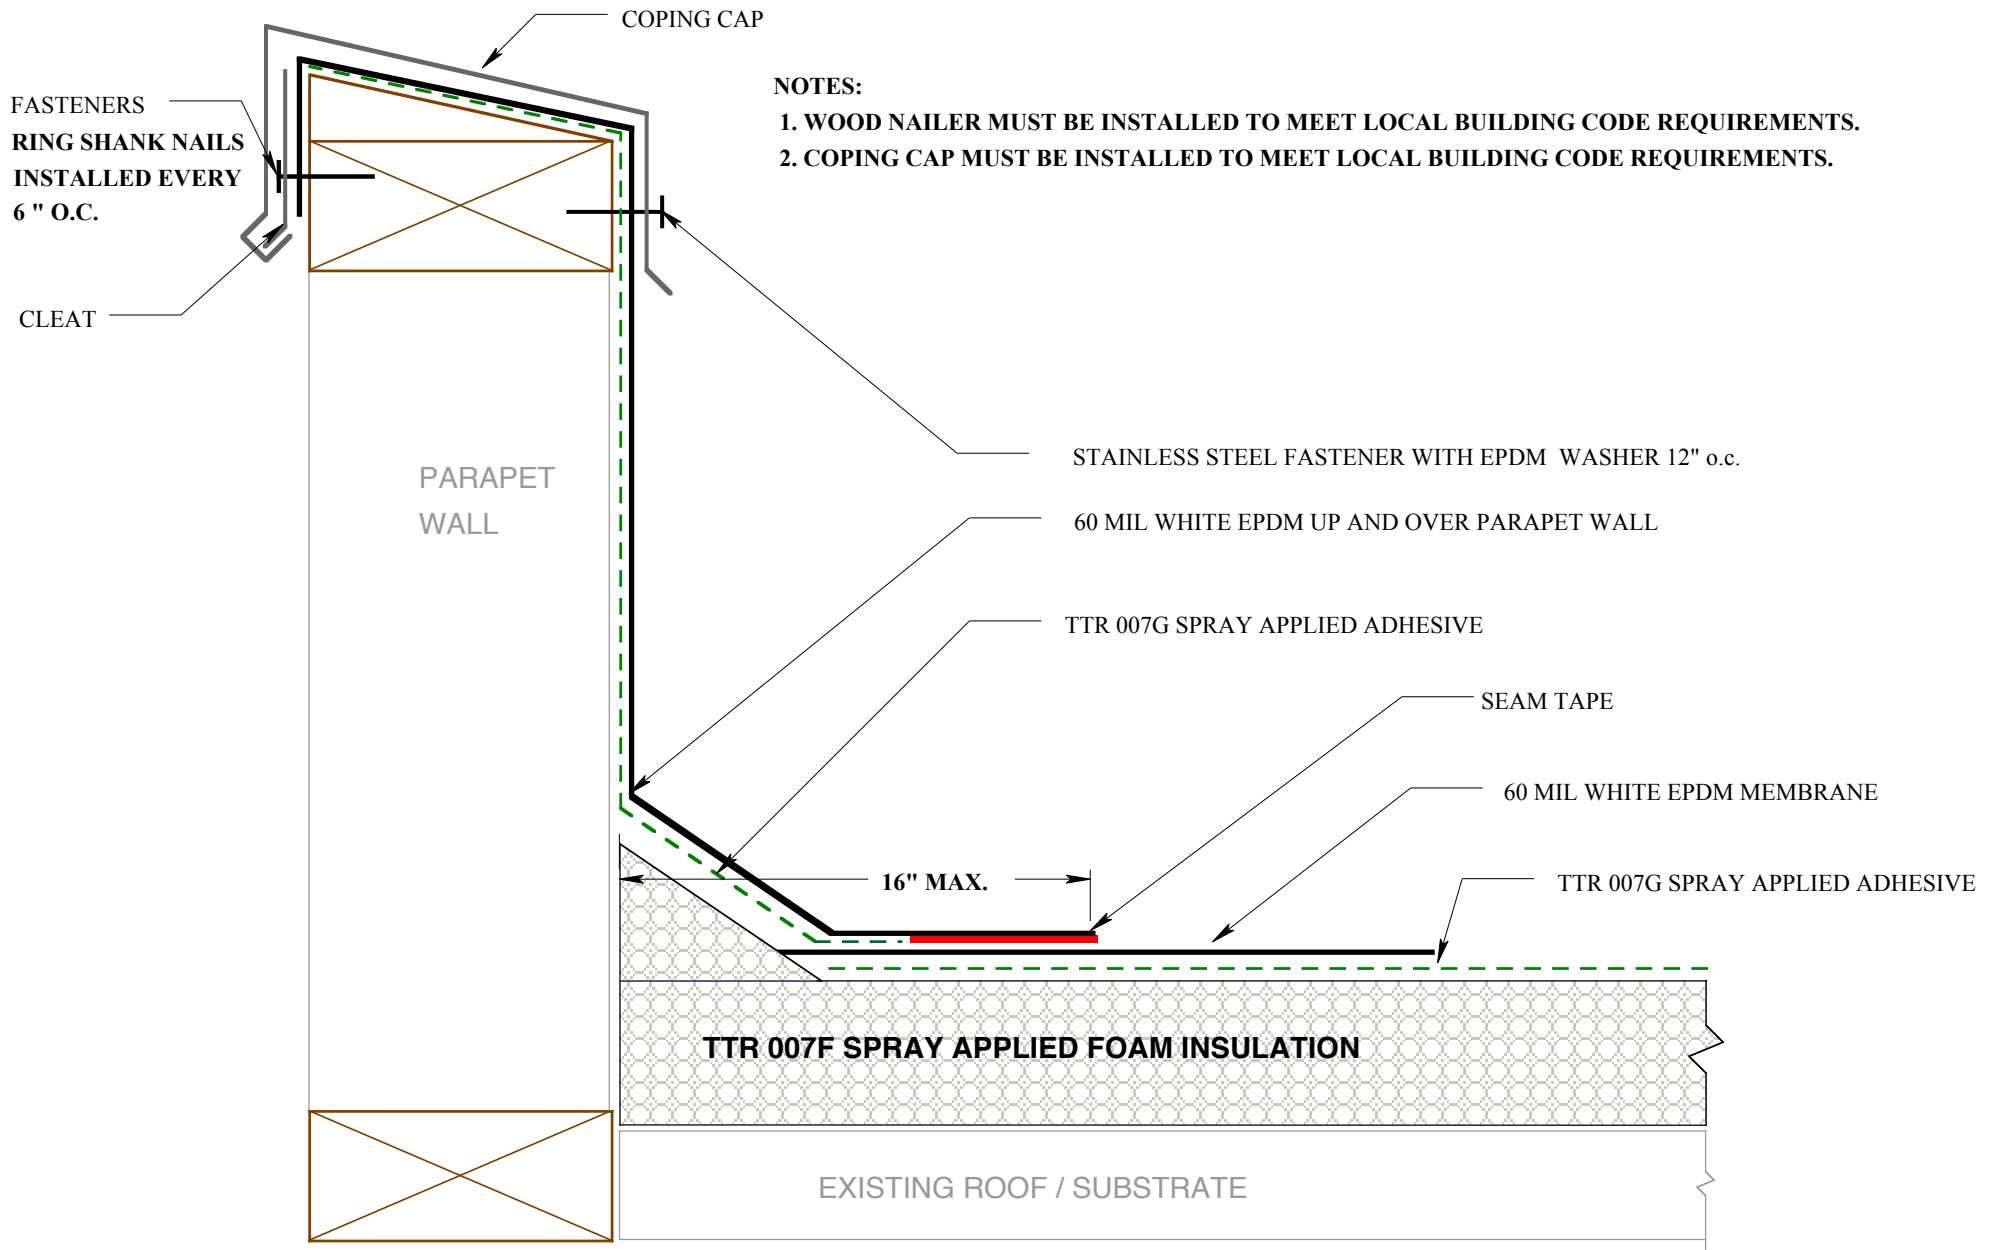 COPING CAP
NOTES:
1. WOOD NAILER MUST BE INSTALLED TO MEET LOCAL BUILDING CODE REQUIREMENTS.
2. COPING CAP MUST BE INSTALLED TO MEET LOCAL BUILDING CODE REQUIREMENTS.
FASTENERS
RING SHANK NAILS
INSTALLED EVERY
6 " O.C.
CLEAT
PARAPET
WALL
STAINLESS STEEL FASTENER WITH EPDM  WASHER 12" o.c.
60 MIL WHITE EPDM UP AND OVER PARAPET WALL
TTR 007G SPRAY APPLIED ADHESIVE
SEAM TAPE
60 MIL WHITE EPDM MEMBRANE
16" MAX.
TTR 007G SPRAY APPLIED ADHESIVE
TTR 007F SPRAY APPLIED FOAM INSULATION
EXISTING ROOF / SUBSTRATE